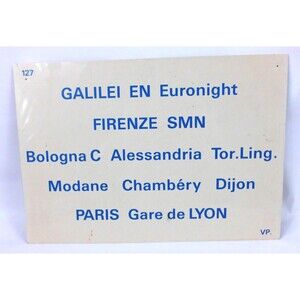 127
GALILEI EN Euronight
FIRENZE SMN
Bologna C Alessandria Tor.Ling.
Modane Chambéry Dijon
PARIS Gare de LYON
VP.